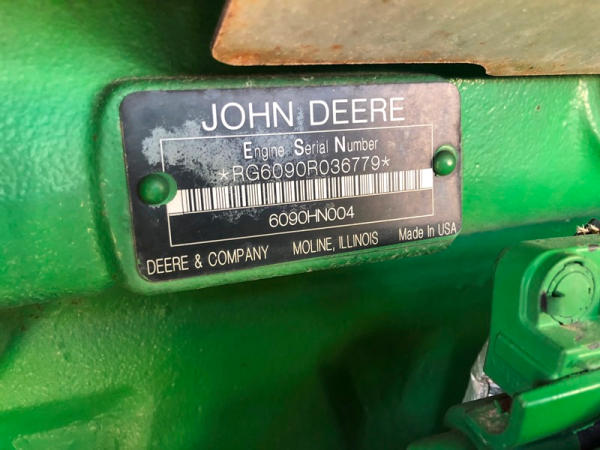 JOHN DEERE
Engine Serial Number
*RG6090R036779*
6090HN004
DEERE & COMPANY MOLINE, ILLINOIS Made In USA